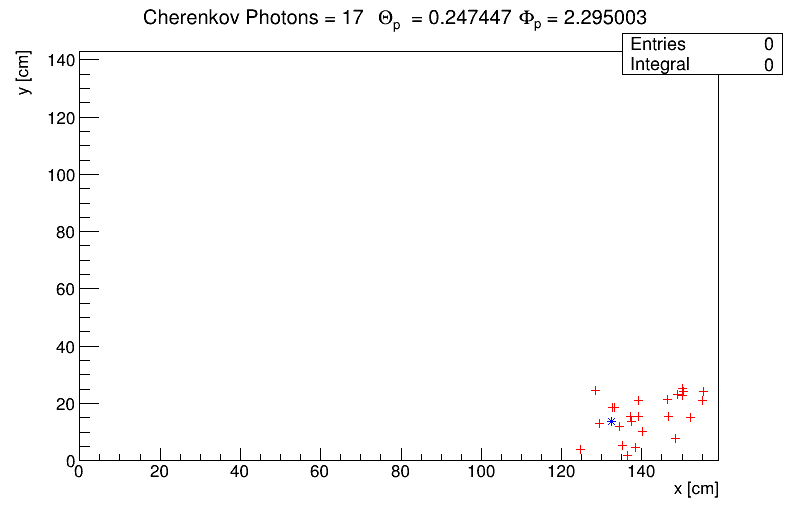 Cherenkov Photons = 17 Θp = 0.247447 Φp = 2.295003
Entries 0
Integral 0
y [cm]
140
120
100
80
60
40
20
0
0 20 40 60 80 100 120 140
x [cm]